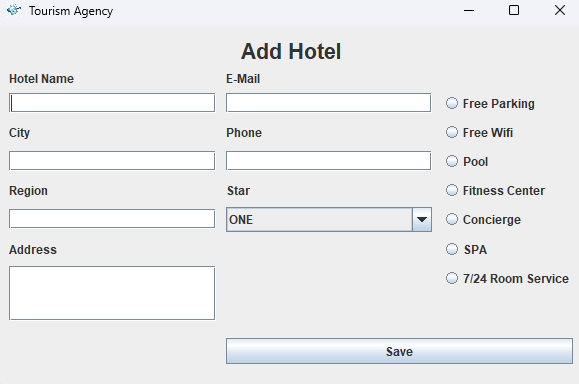 Tourism Agency
Add Hotel
Hotel Name
E-Mail
Free Parking
City
Phone
Free Wifi
Pool
Region
Star
Fitness Center
ONE
Concierge
Address
SPA
7/24 Room Service
Save